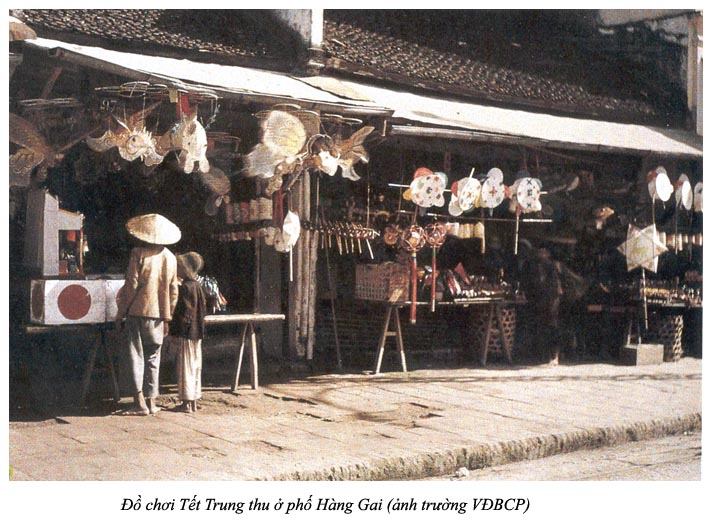 Đồ chơi Tết Trung thu ở phố Hàng Gai (ảnh trường VĐBCP)